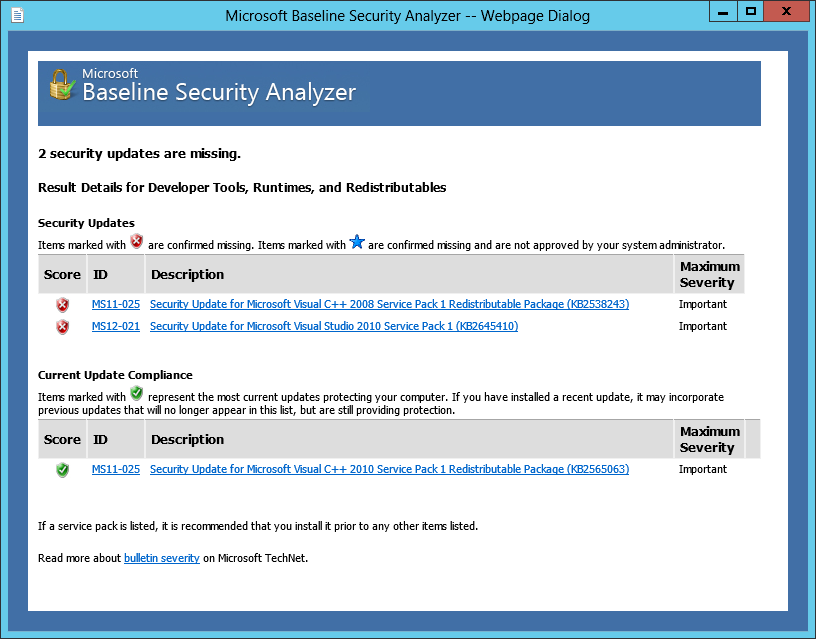 Microsoft Baseline Security Analyzer -- Webpage Dialog
Microsoft
Baseline Security Analyzer
2 security updates are missing.
Result Details for Developer Tools, Runtimes, and Redistributables
Security Updates
Items marked with are confirmed missing. Items marked with are confirmed missing and are not approved by your system administrator.
Score ID Description Maximum Severity
MS11-025 Security Update for Microsoft Visual C++ 2008 Service Pack 1 Redistributable Package (KB2538243) Important
MS12-021 Security Update for Microsoft Visual Studio 2010 Service Pack 1 (KB2645410) Important
Current Update Compliance
Items marked with represent the most current updates protecting your computer. If you have installed a recent update, it may incorporate
previous updates that will no longer appear in this list, but are still providing protection.
Score ID Description Maximum Severity
MS11-025 Security Update for Microsoft Visual C++ 2010 Service Pack 1 Redistributable Package (KB2565063) Important
If a service pack is listed, it is recommended that you install it prior to any other items listed.
Read more about bulletin severity on Microsoft TechNet.